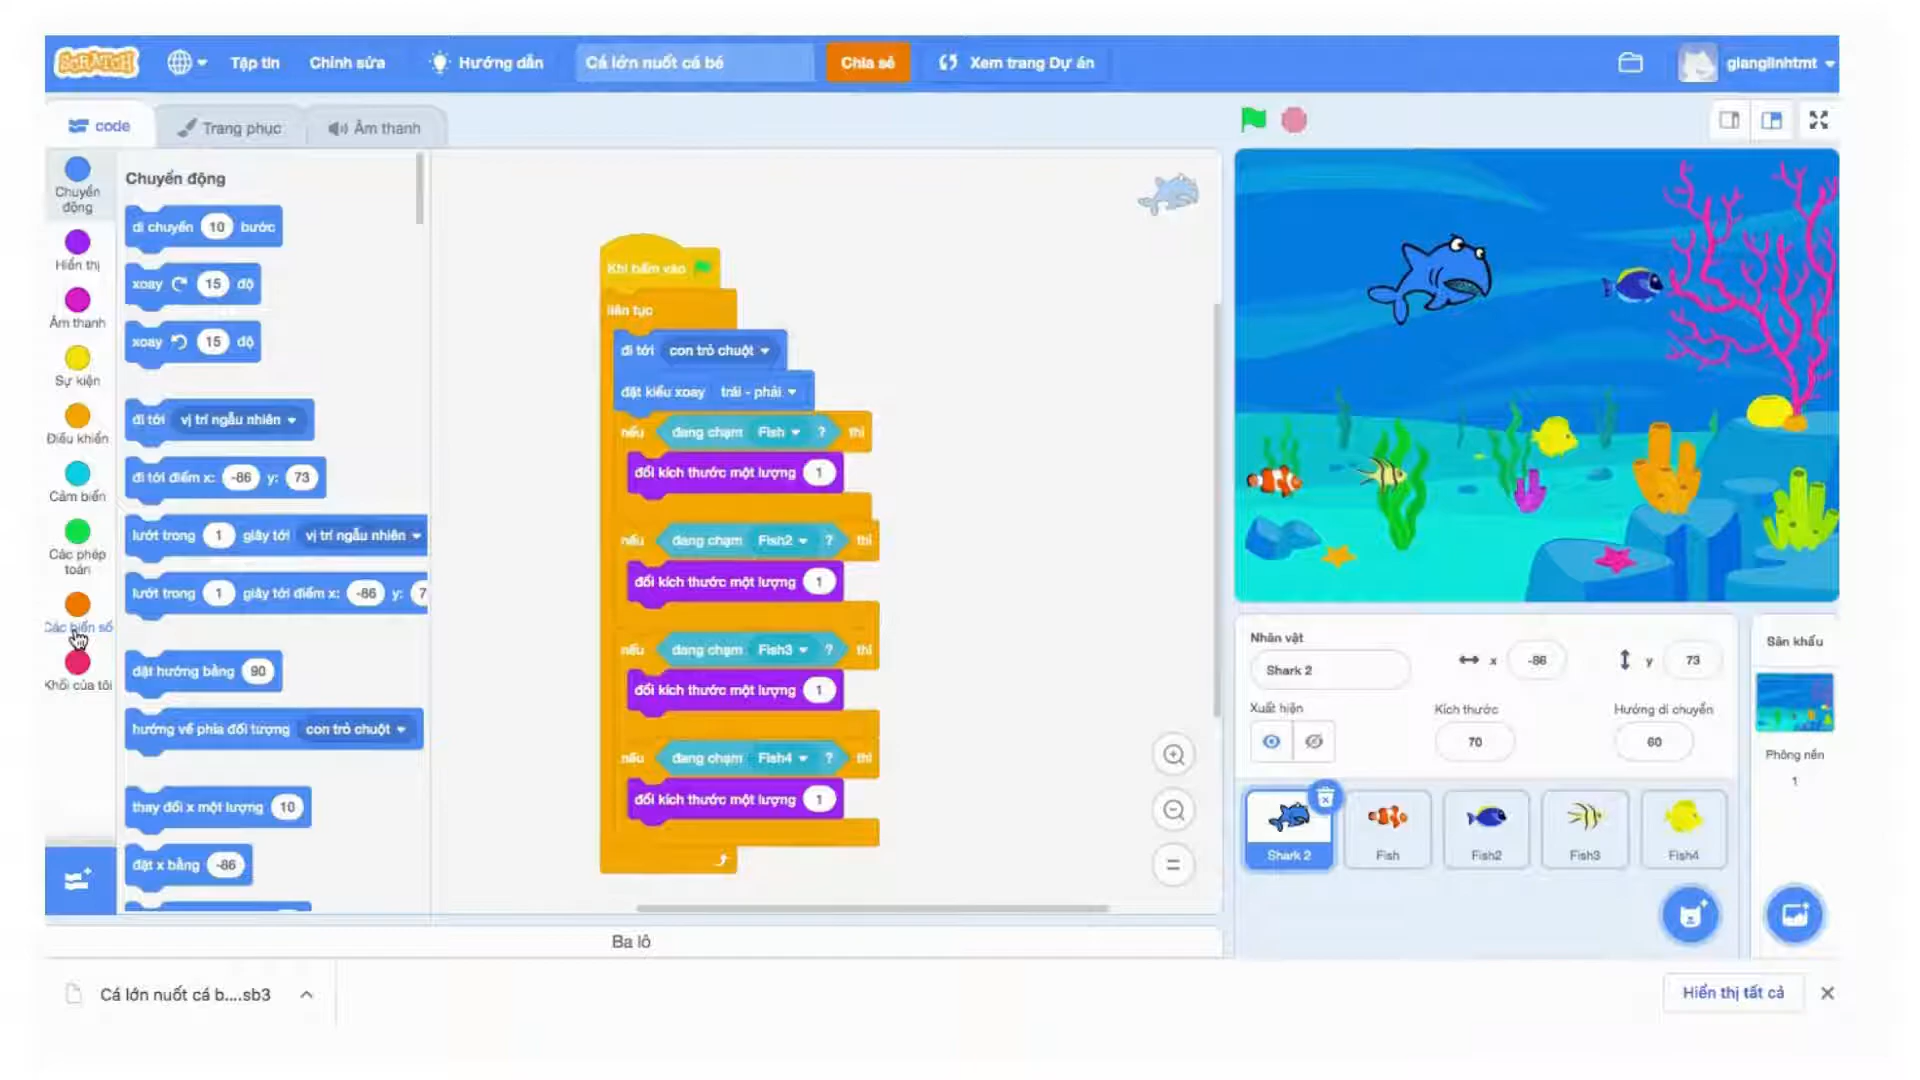 SCRATCH
Tập tin
Chỉnh sửa
Hướng dẫn
Cá lớn nuốt cá bé
Chia sẻ
Xem trang Dự án
gianglinhtmt
code
Trang phục
Âm thanh
Chuyển động
Hiển thị
Âm thanh
Sự kiện
Điều khiển
Cảm biến
Các phép toán
Các biến số
Khối của tôi
Chuyển động
di chuyển 10 bước
xoay 15 độ
xoay 15 độ
đi tới vị trí ngẫu nhiên
đi tới điểm x: -86 y: 73
lướt trong 1 giây tới vị trí ngẫu nhiên
lướt trong 1 giây tới điểm x: -86 y: 7
đặt hướng bằng 90
hướng về phía đối tượng con trỏ chuột
thay đổi x một lượng 10
đặt x bằng -86
Khi bấm vào
liên tục
đi tới con trỏ chuột
đặt kiểu xoay trái - phải
nếu đang chạm Fish ? thì
đổi kích thước một lượng 1
nếu đang chạm Fish2 ? thì
đổi kích thước một lượng 1
nếu đang chạm Fish3 ? thì
đổi kích thước một lượng 1
nếu đang chạm Fish4 ? thì
đổi kích thước một lượng 1
Nhân vật
Shark 2
x -86
y 73
Xuất hiện
Kích thước
70
Hướng di chuyển
60
Shark 2
Fish
Fish2
Fish3
Fish4
Sân khấu
Phông nền
1
Ba lô
Cá lớn nuốt cá b....sb3
Hiển thị tất cả